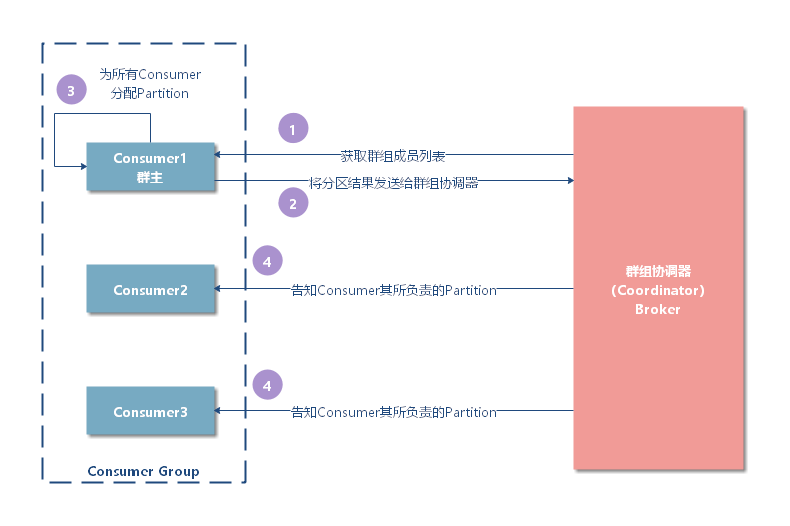 为所有Consumer
分配Partition
3
1
Consumer1
群主
获取群组成员列表
将分区结果发送给群组协调器
2
4
Consumer2
告知Consumer其所负责的Partition
群组协调器
（Coordinator）
Broker
4
Consumer3
告知Consumer其所负责的Partition
Consumer Group